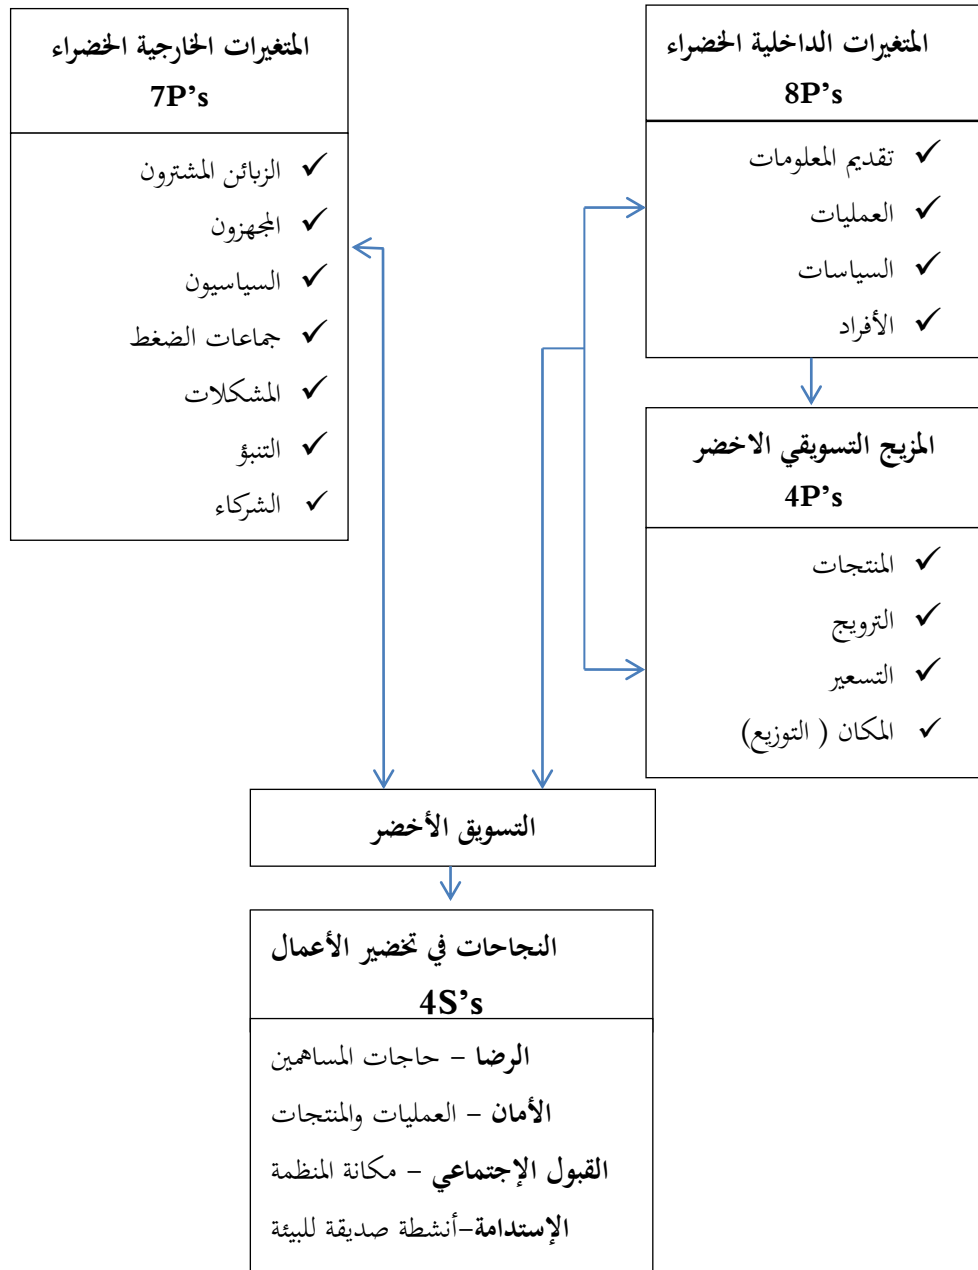 المتغيرات الداخلية الخضراء
8P’s
تقديم المعلومات
العمليات
السياسات
الأفراد
المتغيرات الخارجية الخضراء
7P’s
الزبائن المشترون
المجهزون
السياسيون
جماعات الضغط
المشكلات
التنبؤ
الشركاء
المزيج التسويقي الاخضر
4P’s
المنتجات
الترويج
التسعير
المكان ( التوزيع)
التسويق الأخضر
النجاحات في تخضير الأعمال
4S’s
الرضا – حاجات المساهمين
الأمان – العمليات والمنتجات
القبول الإجتماعي – مكانة المنظمة
الإستدامة–أنشطة صديقة للبيئة